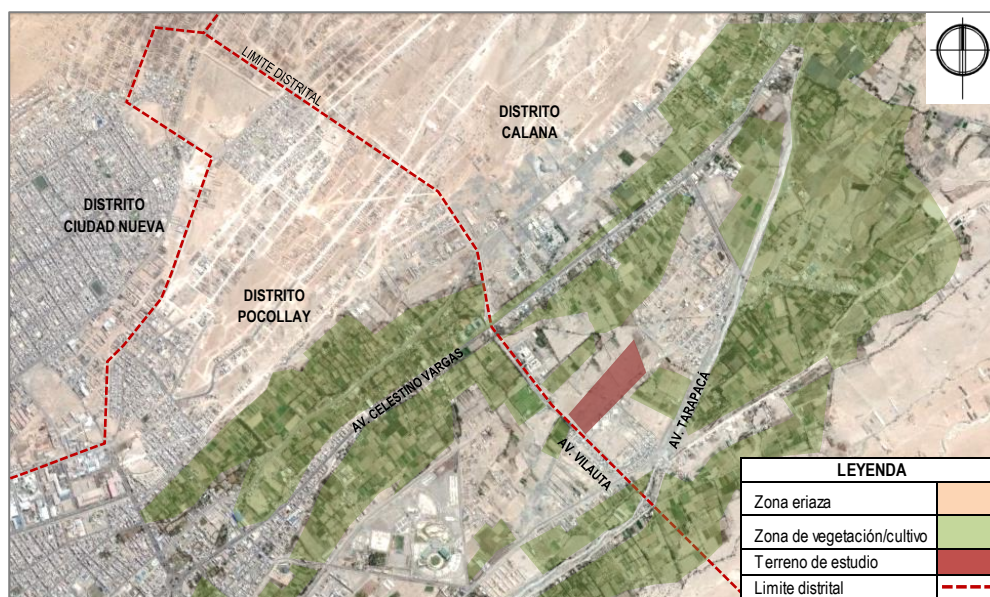 LIMITE DISTRITAL
DISTRITO
CALANA
DISTRITO
CIUDAD NUEVA
DISTRITO
POCOLLAY
AV. CELESTINO VARGAS
AV. VILAUTA
AV. TARAPACÁ
LEYENDA
Zona eriaza
Zona de vegetación/cultivo
Terreno de estudio
Limite distrital